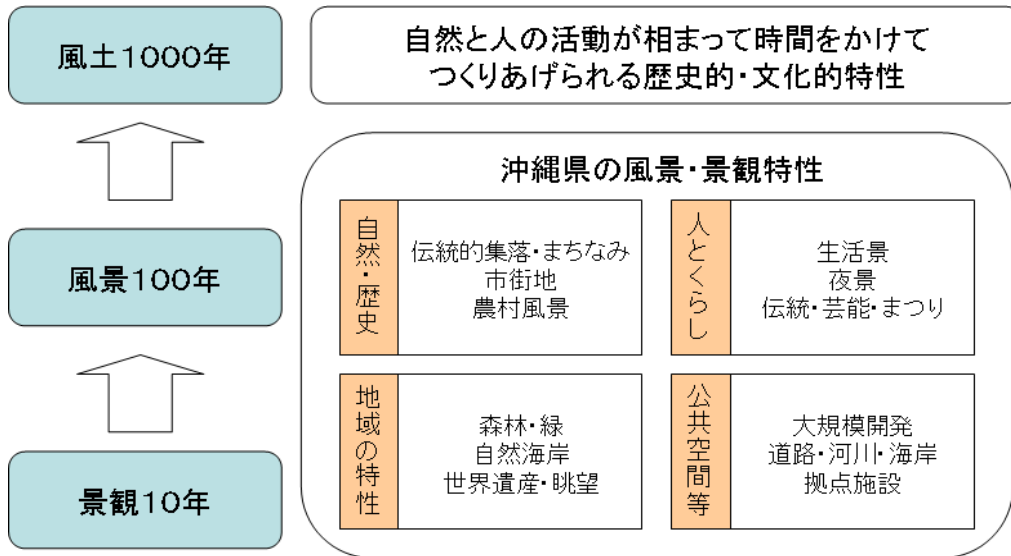 風土1000年
自然と人の活動が相まって時間をかけて
つくりあげられる歴史的・文化的特性
風景100年
景観10年
沖縄県の風景・景観特性
自然・歴史
伝統的集落・まちなみ
市街地
農村風景
人とくらし
生活景
夜景
伝統・芸能・まつり
地域の特性
森林・緑
自然海岸
世界遺産・眺望
公共空間等
大規模開発
道路・河川・海岸
拠点施設